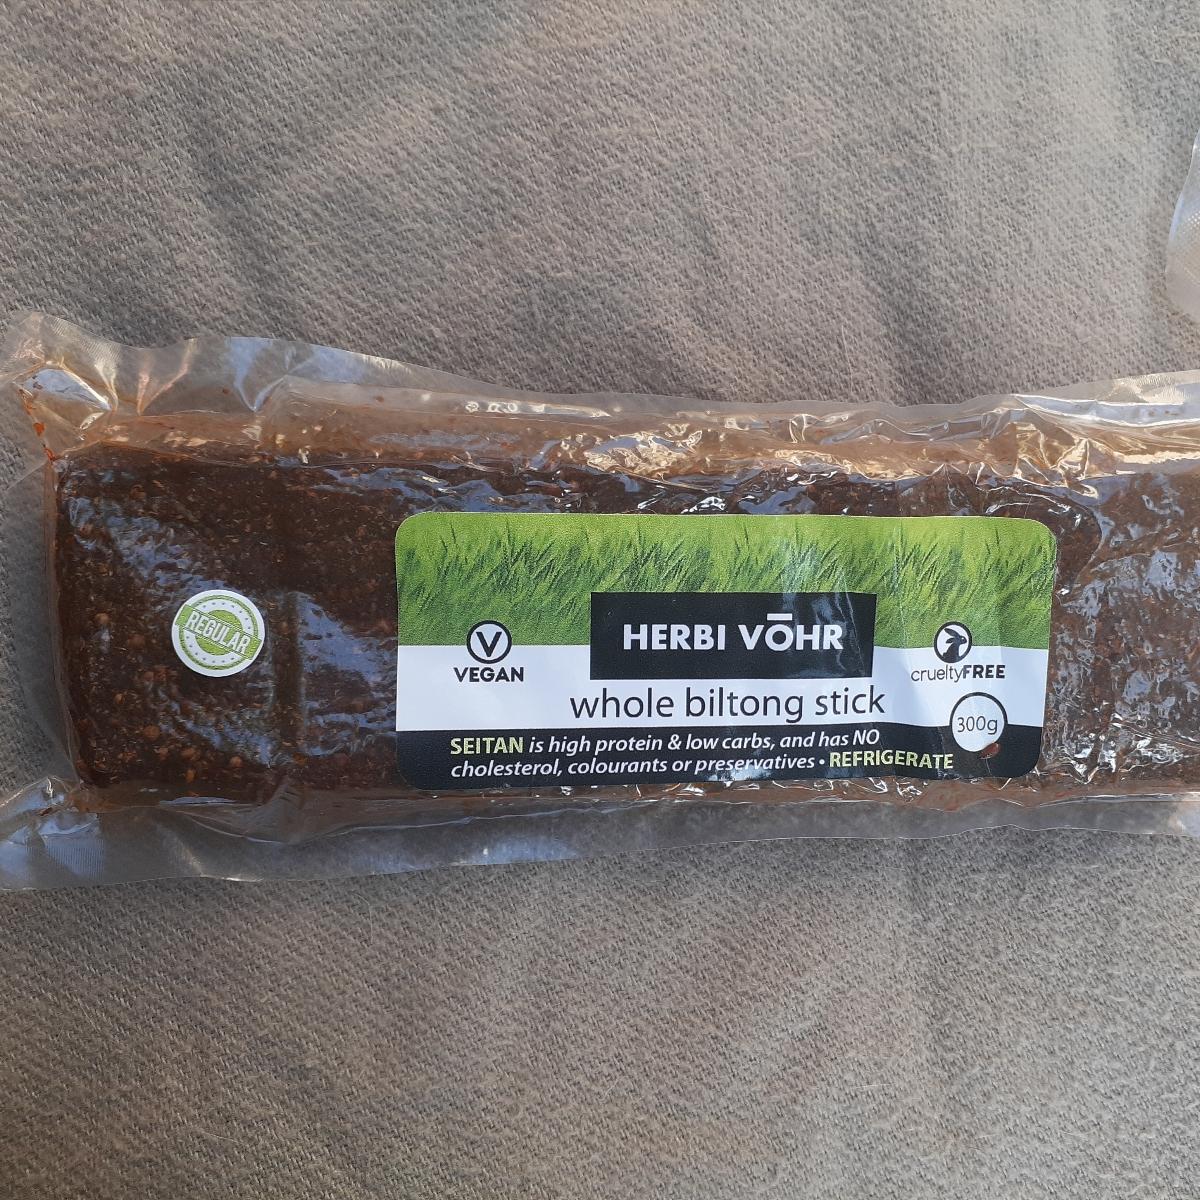 REGULAR
HERBI VŌHR
V
VEGAN
crueltyFREE
whole biltong stick
300g
SEITAN is high protein & low carbs, and has NO
cholesterol, colourants or preservatives • REFRIGERATE